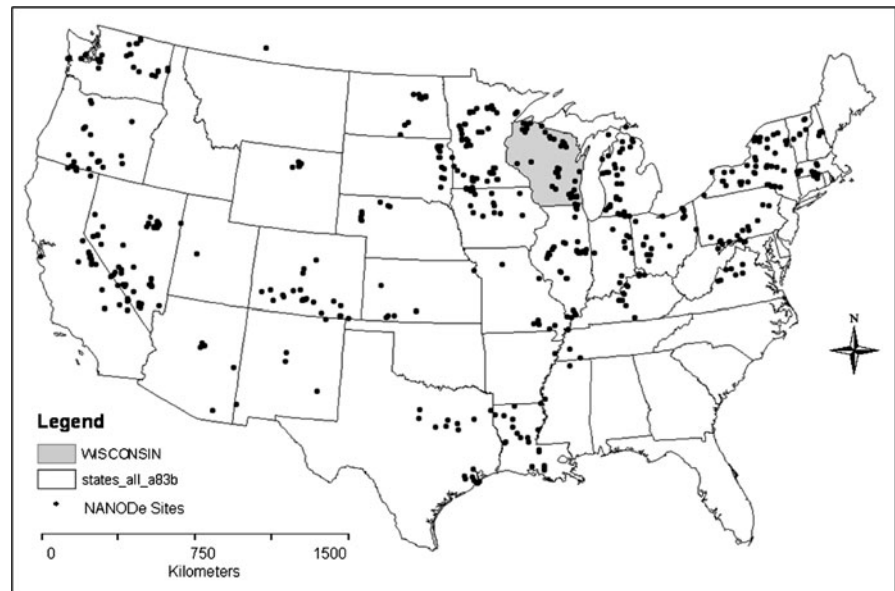 N
Legend
WISCONSIN
states_all_a83b
NANODe Sites
0 750 1500
Kilometers